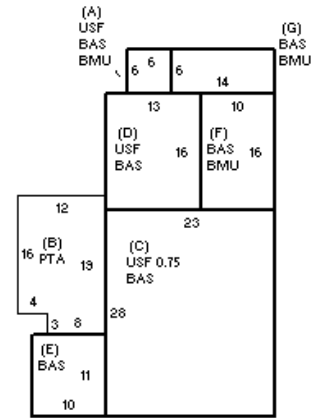 (A)
USF
BAS
BMU
(G)
BAS
BMU
6
6
6
14
13
10
(D)
USF
BAS
16
(F)
BAS
BMU
16
12
23
16
(B)
PTA
19
(C)
USF 0.75
BAS
4
3
8
28
(E)
BAS
11
10